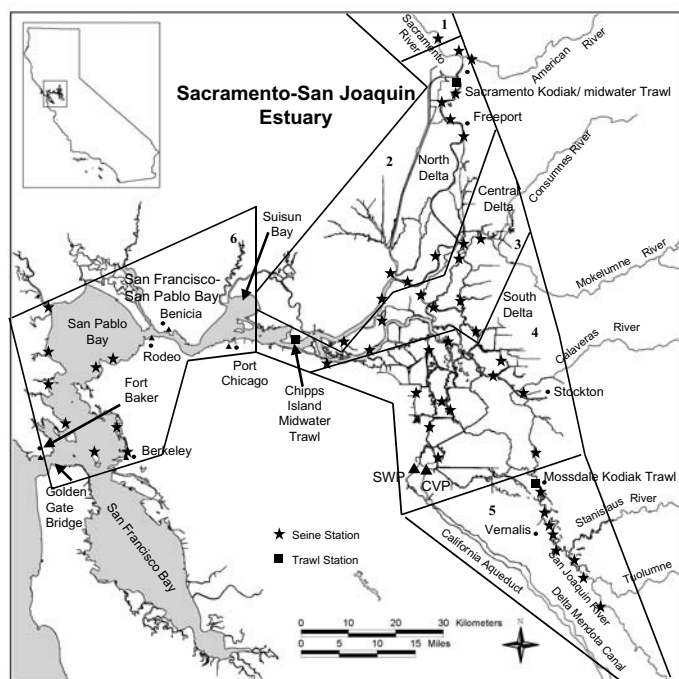 Sacramento-San Joaquin
Estuary
Sacramento
River
1
American
River
Sacramento Kodiak/ midwater Trawl
Freeport
2
North
Delta
Central
Delta
Consumnes River
3
Mokelumne
River
South
Delta
4
Calaveras
River
Suisun
Bay
6
San Francisco-
San Pablo Bay
Benicia
San Pablo
Bay
Rodeo
Port
Chicago
Chipps
Island
Midwater
Trawl
Fort
Baker
Berkeley
Golden
Gate
Bridge
San Francisco Bay
Stockton
SWP
CVP
Mossdale Kodiak Trawl
5
Vernalis
Stanislaus
River
Tuolumne
San Joaquin River
California Aqueduct
Delta Mendota Canal
Seine Station
Trawl Station
0 10 20 30 Kilometers
0 5 10 15 Miles
N